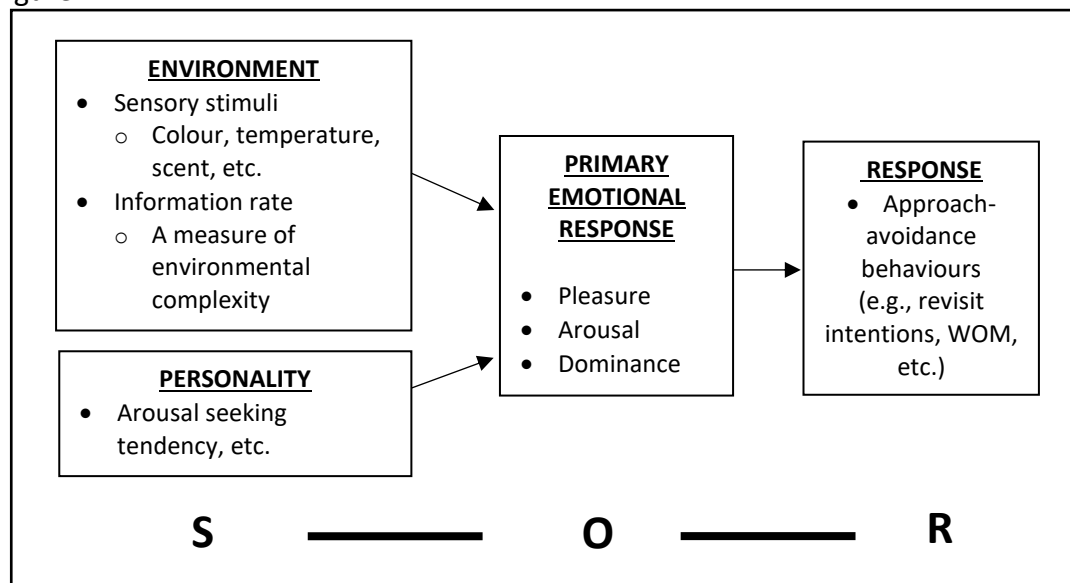 ENVIRONMENT
• Sensory stimuli
o Colour, temperature,
scent, etc.
• Information rate
o A measure of
environmental
complexity
PERSONALITY
• Arousal seeking
tendency, etc.
PRIMARY
EMOTIONAL
RESPONSE
• Pleasure
• Arousal
• Dominance
RESPONSE
• Approach-
avoidance
behaviours
(e.g., revisit
intentions, WOM,
etc.)
S O R